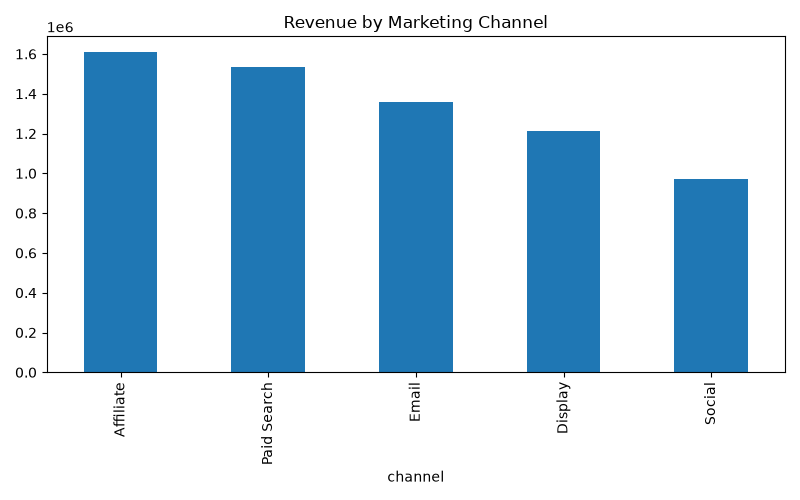 Revenue by Marketing Channel
1e6
1.6
1.4
1.2
1.0
0.8
0.6
0.4
0.2
0.0
Affiliate
Paid Search
Email
Display
Social
channel